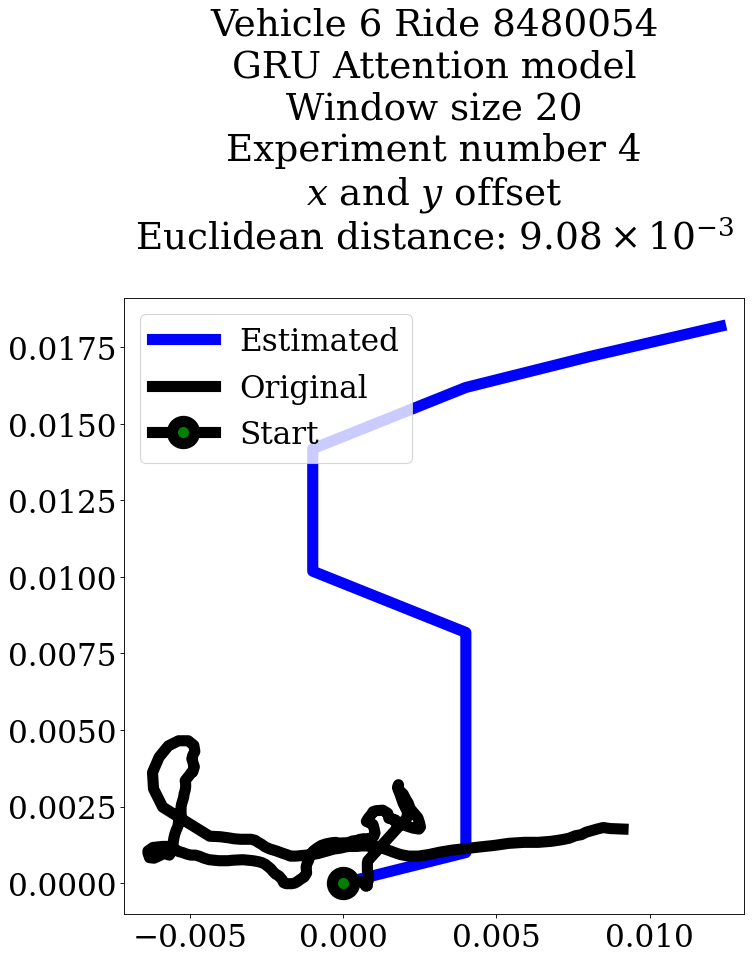 Vehicle 6 Ride 8480054
GRU Attention model
Window size 20
Experiment number 4
x and y offset
Euclidean distance: 9.08 × 10⁻³
Estimated
Original
Start
0.0175
0.0150
0.0125
0.0100
0.0075
0.0050
0.0025
0.0000
−0.005 0.000 0.005 0.010